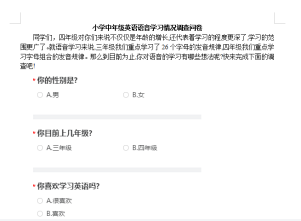 小学中年级英语语音学习情况调查问卷
同学们，四年级对你们来说不仅仅是年龄的增长,还代表着学习的程度更深了,学习的范
围更广了。就语音学习来说,三年级我们重点学习了 26 个字母的发音规律,四年级我们重点学
习字母组合的发音规律。那么到目前为止,你对语音的学习有哪些想法呢?快来完成下面的调
查吧!
* 你的性别是?
A.男 B.女
* 你目前上几年级?
A.三年级 B.四年级
* 你喜欢学习英语吗?
A.很喜欢
B.喜欢